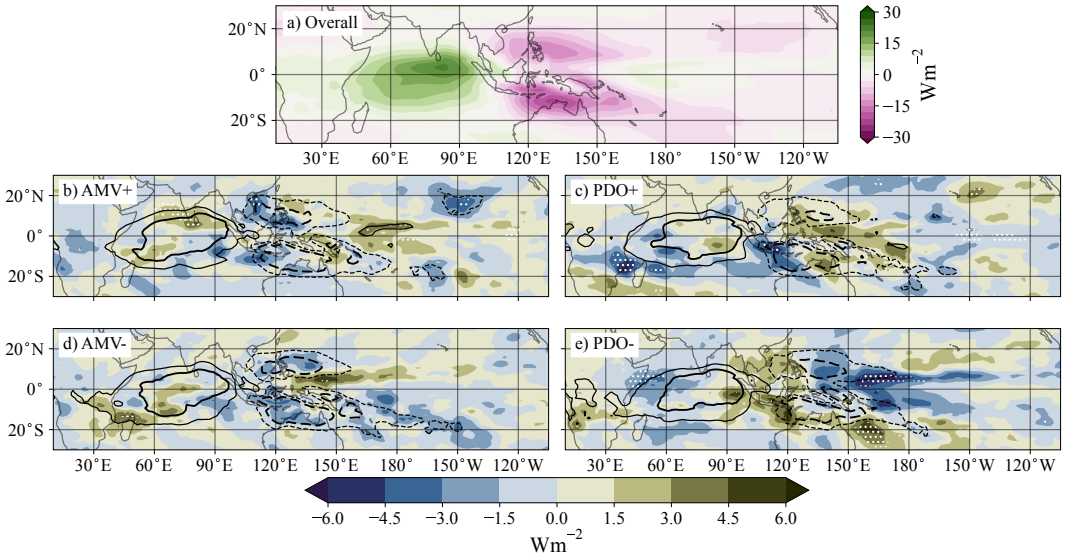 a) Overall
20°N
0°
20°S
30°E 60°E 90°E 120°E 150°E 180° 150°W 120°W
30
15
0
−15
−30
Wm−2
b) AMV+
20°N
0°
20°S
c) PDO+
d) AMV-
20°N
0°
20°S
30°E 60°E 90°E 120°E 150°E 180° 150°W 120°W
e) PDO-
30°E 60°E 90°E 120°E 150°E 180° 150°W 120°W
−6.0 −4.5 −3.0 −1.5 0.0 1.5 3.0 4.5 6.0
Wm−2